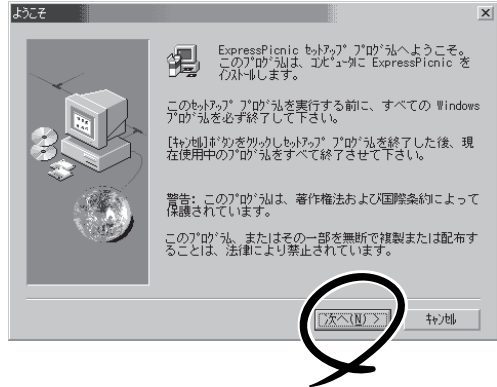 ようこそ
ExpressPicnic ｾｯﾄｱｯﾌﾟ ﾌﾟﾛｸﾞﾗﾑへようこそ。
このﾌﾟﾛｸﾞﾗﾑは、ｺﾝﾋﾟｭｰﾀに ExpressPicnic を
ｲﾝｽﾄｰﾙします。
このｾｯﾄｱｯﾌﾟ ﾌﾟﾛｸﾞﾗﾑを実行する前に、すべての Windows
ﾌﾟﾛｸﾞﾗﾑを必ず終了して下さい。
[ｷｬﾝｾﾙ]ﾎﾞﾀﾝをｸﾘｯｸしｾｯﾄｱｯﾌﾟ ﾌﾟﾛｸﾞﾗﾑを終了した後、現
在使用中のﾌﾟﾛｸﾞﾗﾑをすべて終了させて下さい。
警告: このﾌﾟﾛｸﾞﾗﾑは、著作権法および国際条約によって
保護されています。
このﾌﾟﾛｸﾞﾗﾑ、またはその一部を無断で複製または配布す
ることは、法律により禁止されています。
次へ(N) > ｷｬﾝｾﾙ